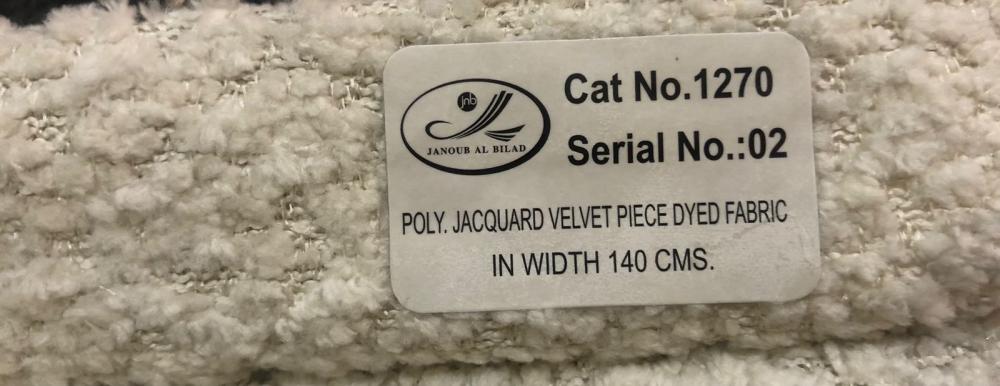 jnb
JANOUB AL BILAD
Cat No.1270
Serial No.:02
POLY. JACQUARD VELVET PIECE DYED FABRIC
IN WIDTH 140 CMS.